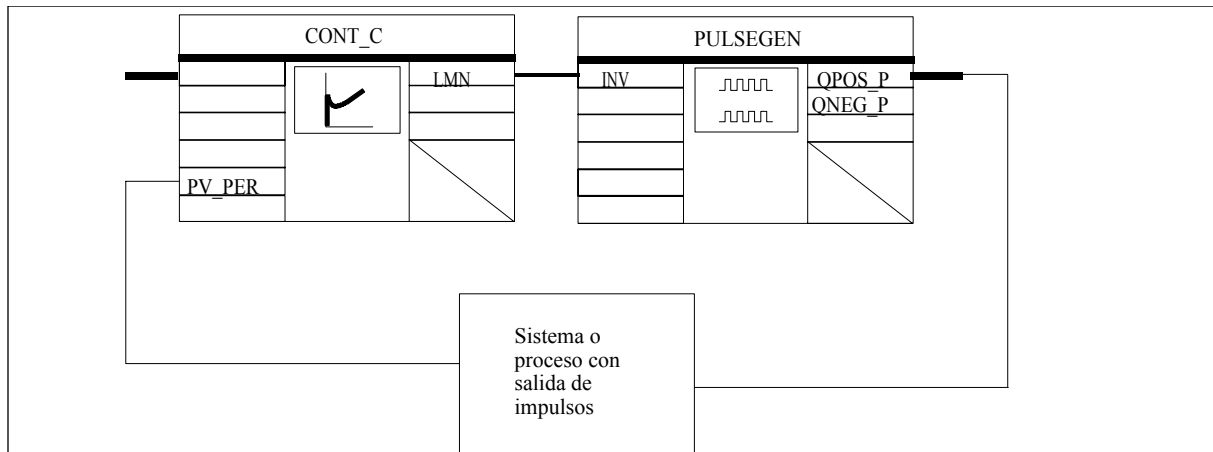 CONT_C
PULSEGEN
LMN
INV
QPOS_P
QNEG_P
PV_PER
Sistema o
proceso con
salida de
impulsos